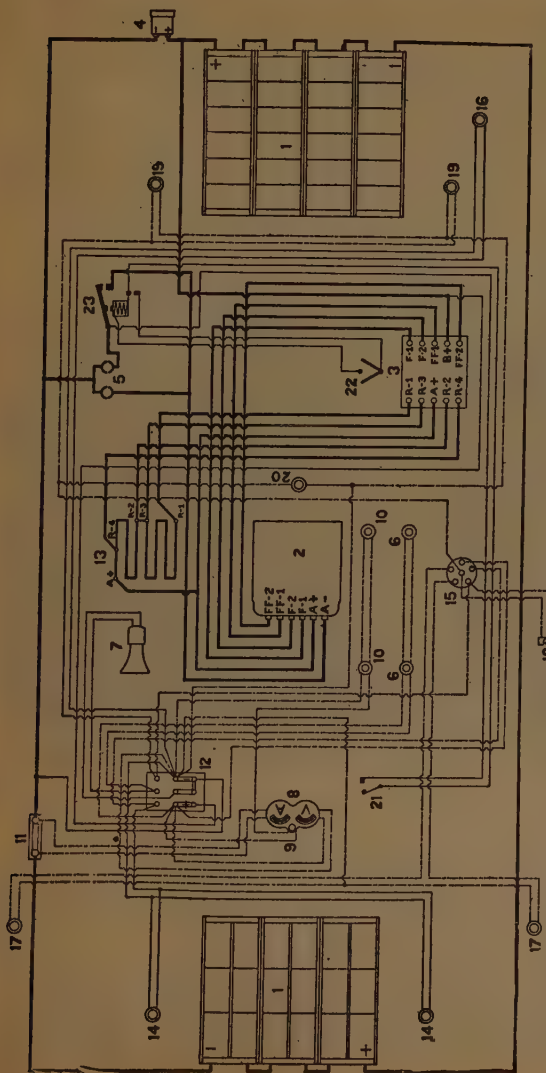 4
- +
+
1
-
19
16
19
23
5
22
3
R-1 F-1
R-3 F-2
A+ FF-1
R-2 B+
R-4 FF-2
20
13
A+
R-4
R-2
R-3
R-1
7
2
FF-2
FF-1
F-2
F-1
A+
A-
10
6
10
6
15
12
11
8
A
V
9
21
17
17
14
14
-
1
+